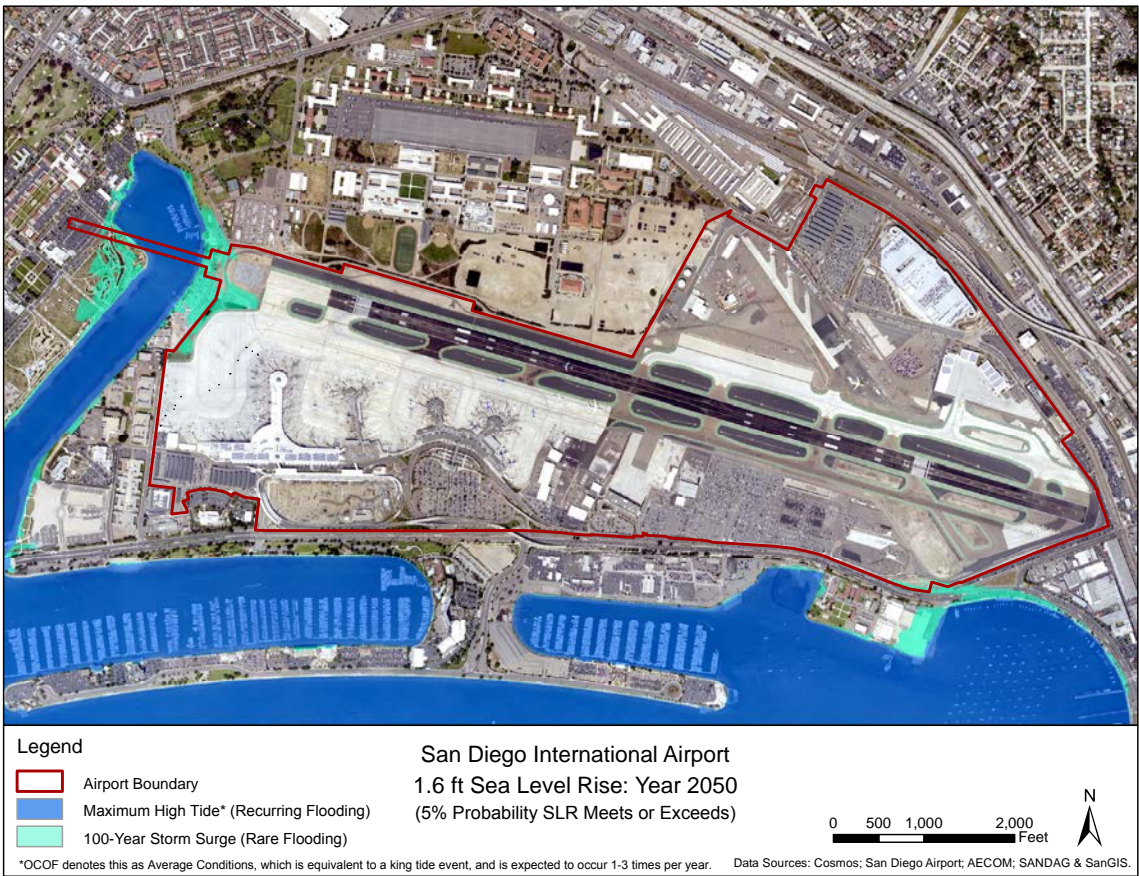 Legend
Airport Boundary
Maximum High Tide* (Recurring Flooding)
100-Year Storm Surge (Rare Flooding)
San Diego International Airport
1.6 ft Sea Level Rise: Year 2050
(5% Probability SLR Meets or Exceeds)
N
0 500 1,000 2,000
Feet
*OCOF denotes this as Average Conditions, which is equivalent to a king tide event, and is expected to occur 1-3 times per year.
Data Sources: Cosmos; San Diego Airport; AECOM; SANDAG & SanGIS.